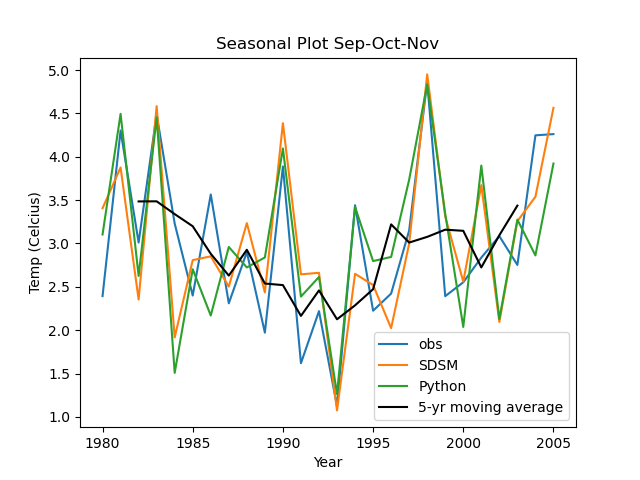 Seasonal Plot Sep-Oct-Nov
5.0
4.5
4.0
3.5
3.0
2.5
2.0
1.5
1.0
Temp (Celcius)
obs
SDSM
Python
5-yr moving average
1980 1985 1990 1995 2000 2005
Year